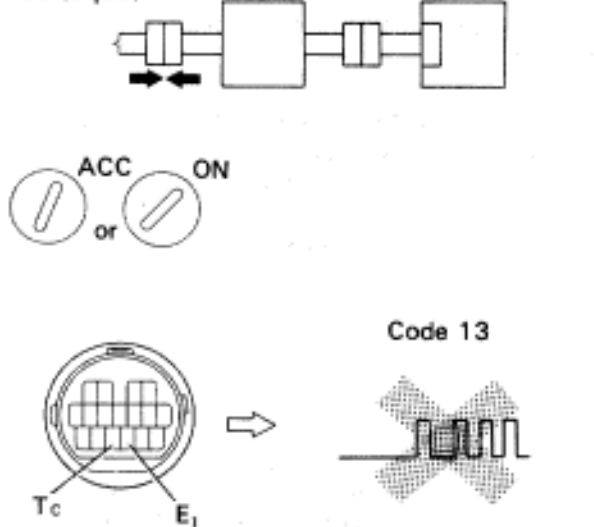 ACC ON
or
Code 13
Tc
E₁